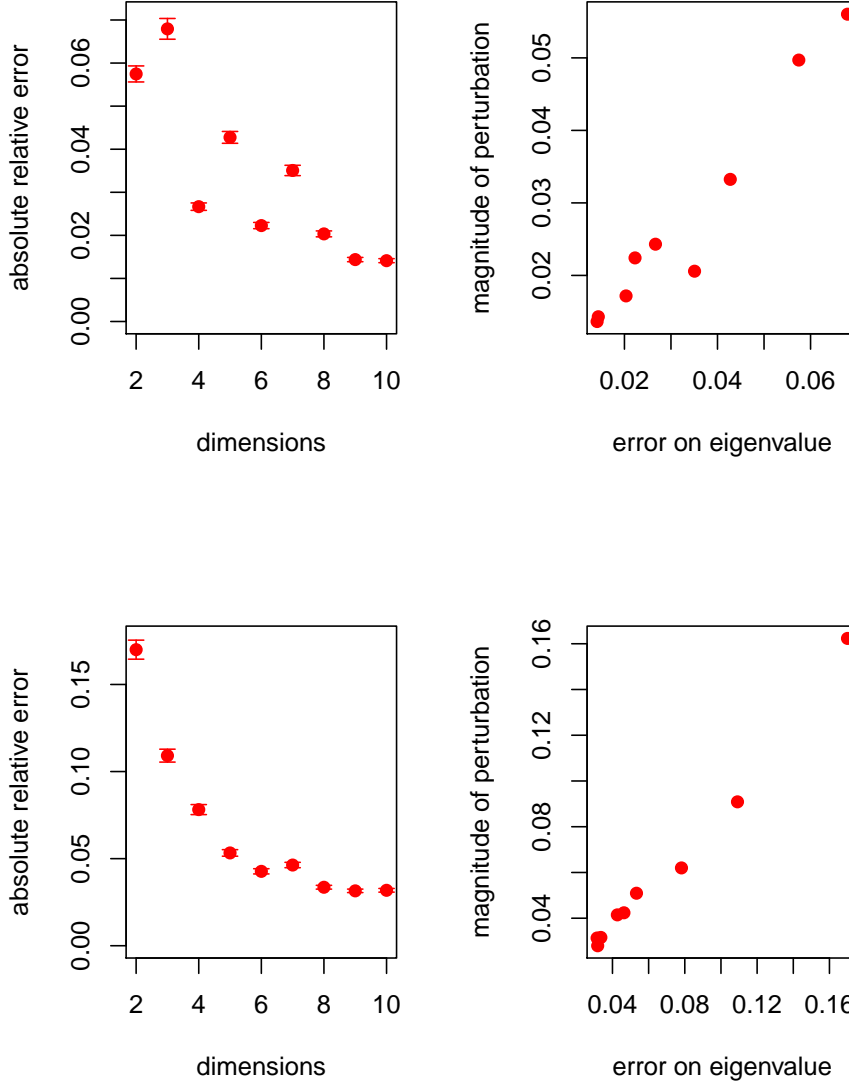 absolute relative error
0.00 0.02 0.04 0.06
2 4 6 8 10
dimensions
magnitude of perturbation
0.02 0.03 0.04 0.05
0.02 0.04 0.06
error on eigenvalue
absolute relative error
0.00 0.05 0.10 0.15
2 4 6 8 10
dimensions
magnitude of perturbation
0.04 0.08 0.12 0.16
0.04 0.08 0.12 0.16
error on eigenvalue